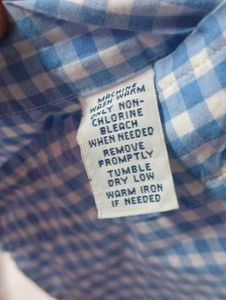 MACHINE
WASH WARM
ONLY NON-
CHLORINE
BLEACH
WHEN NEEDED
REMOVE
PROMPTLY
TUMBLE
DRY LOW
WARM IRON
IF NEEDED